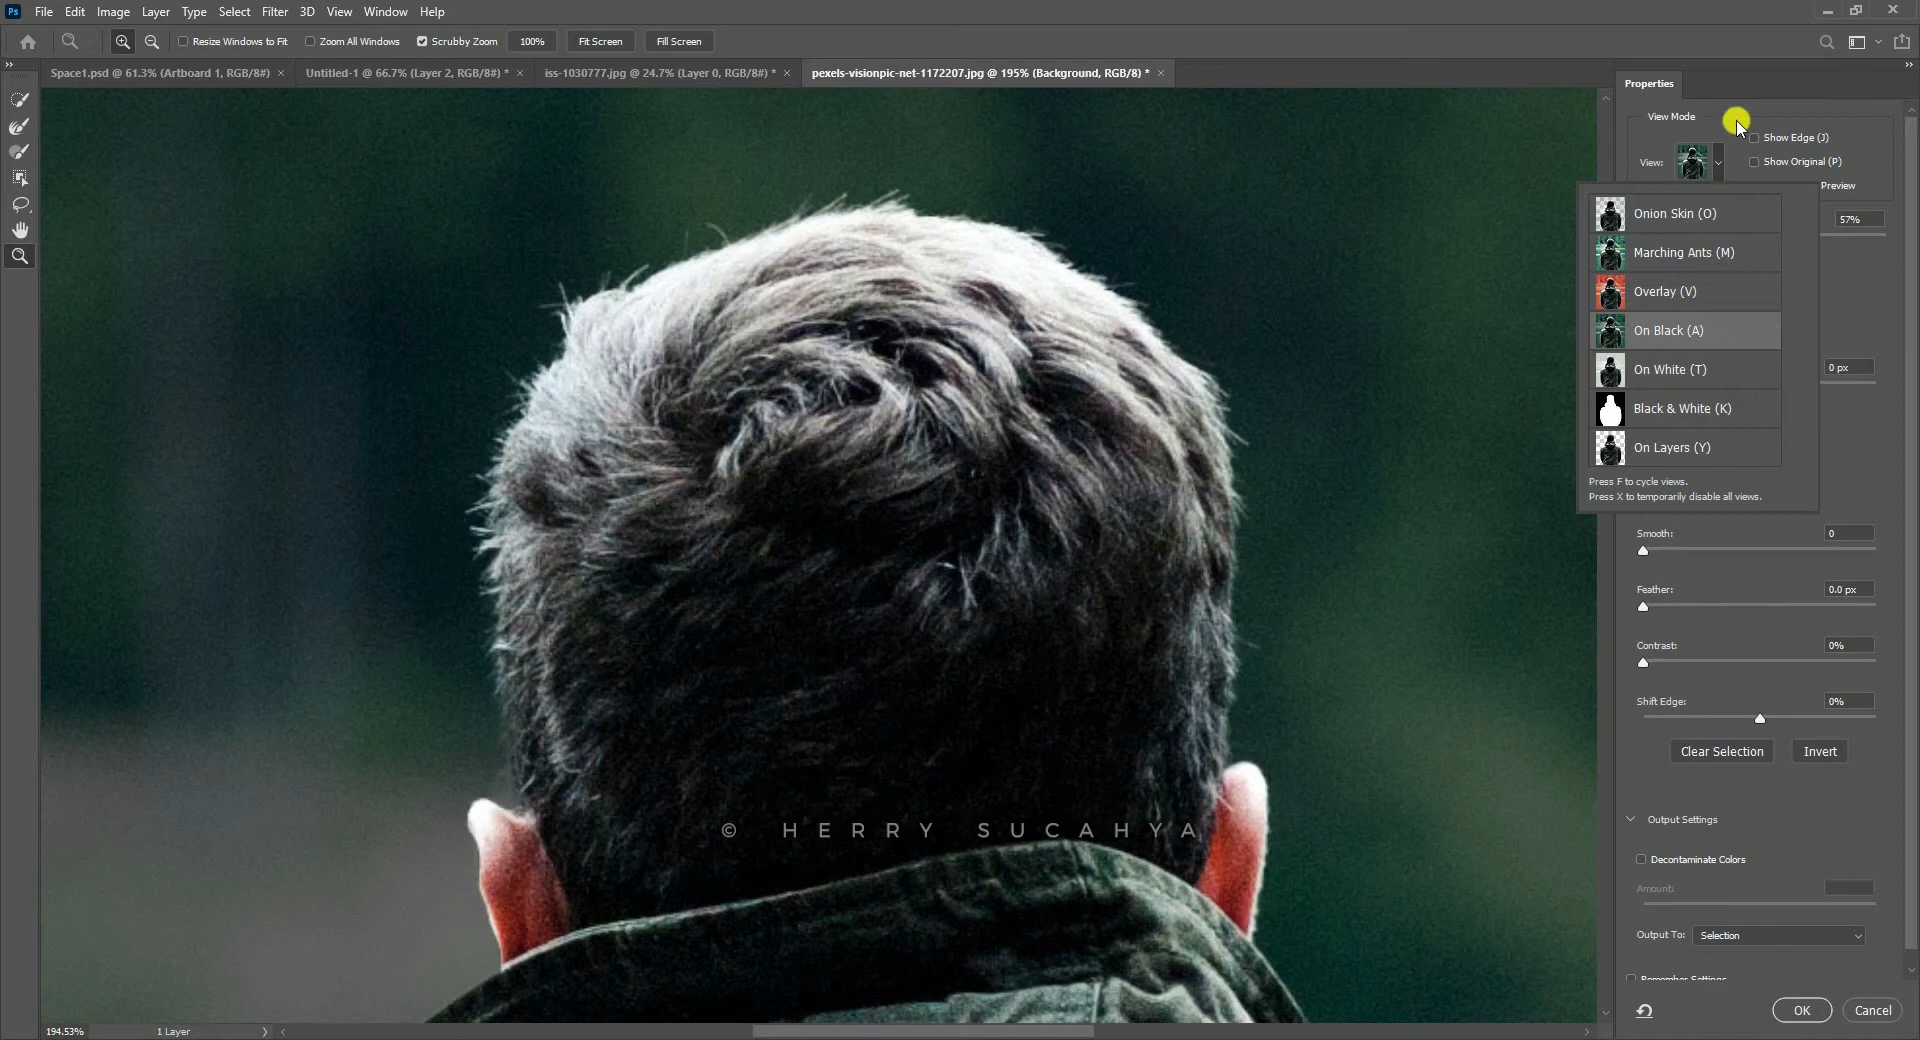 Ps File Edit Image Layer Type Select Filter 3D View Window Help
Resize Windows to Fit Zoom All Windows Scrubby Zoom 100% Fit Screen Fill Screen
Space1.psd @ 61.3% (Artboard 1, RGB/8#) × Untitled-1 @ 66.7% (Layer 2, RGB/8#) * × iss-1030777.jpg @ 24.7% (Layer 0, RGB/8#) * × pexels-visionpic-net-1172207.jpg @ 195% (Background, RGB/8) * ×
Properties
View Mode
Show Edge (J)
View:
Show Original (P)
Preview
Onion Skin (O)
57%
Marching Ants (M)
Overlay (V)
On Black (A)
On White (T)
0 px
Black & White (K)
On Layers (Y)
Press F to cycle views.
Press X to temporarily disable all views.
Smooth: 0
Feather: 0.0 px
Contrast: 0%
Shift Edge: 0%
Clear Selection Invert
Output Settings
© HERRY SUCAHYA
Decontaminate Colors
Amount:
Output To: Selection
Remember Settings
OK Cancel
194.53% 1 Layer